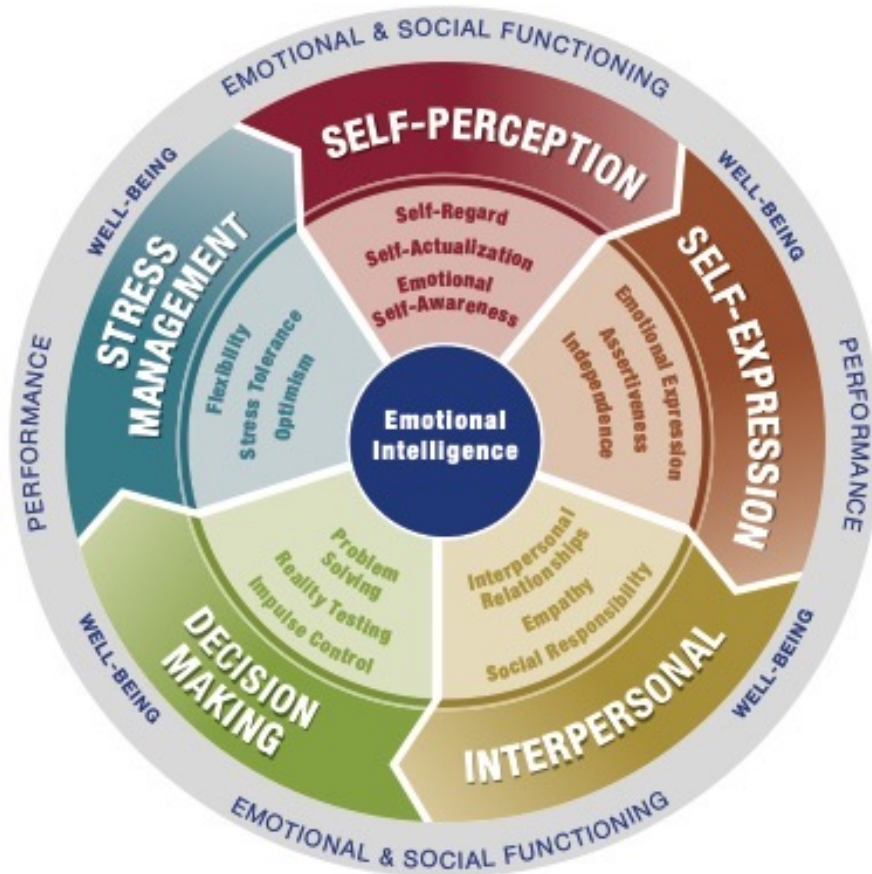 EMOTIONAL & SOCIAL FUNCTIONING
WELL-BEING
PERFORMANCE
WELL-BEING
EMOTIONAL & SOCIAL FUNCTIONING
WELL-BEING
PERFORMANCE
WELL-BEING
SELF-PERCEPTION
Self-Regard
Self-Actualization
Emotional
Self-Awareness
SELF-EXPRESSION
Emotional Expression
Assertiveness
Independence
INTERPERSONAL
Interpersonal
Relationships
Empathy
Social Responsibility
DECISION
MAKING
Problem
Solving
Reality Testing
Impulse Control
STRESS
MANAGEMENT
Flexibility
Stress Tolerance
Optimism
Emotional
Intelligence